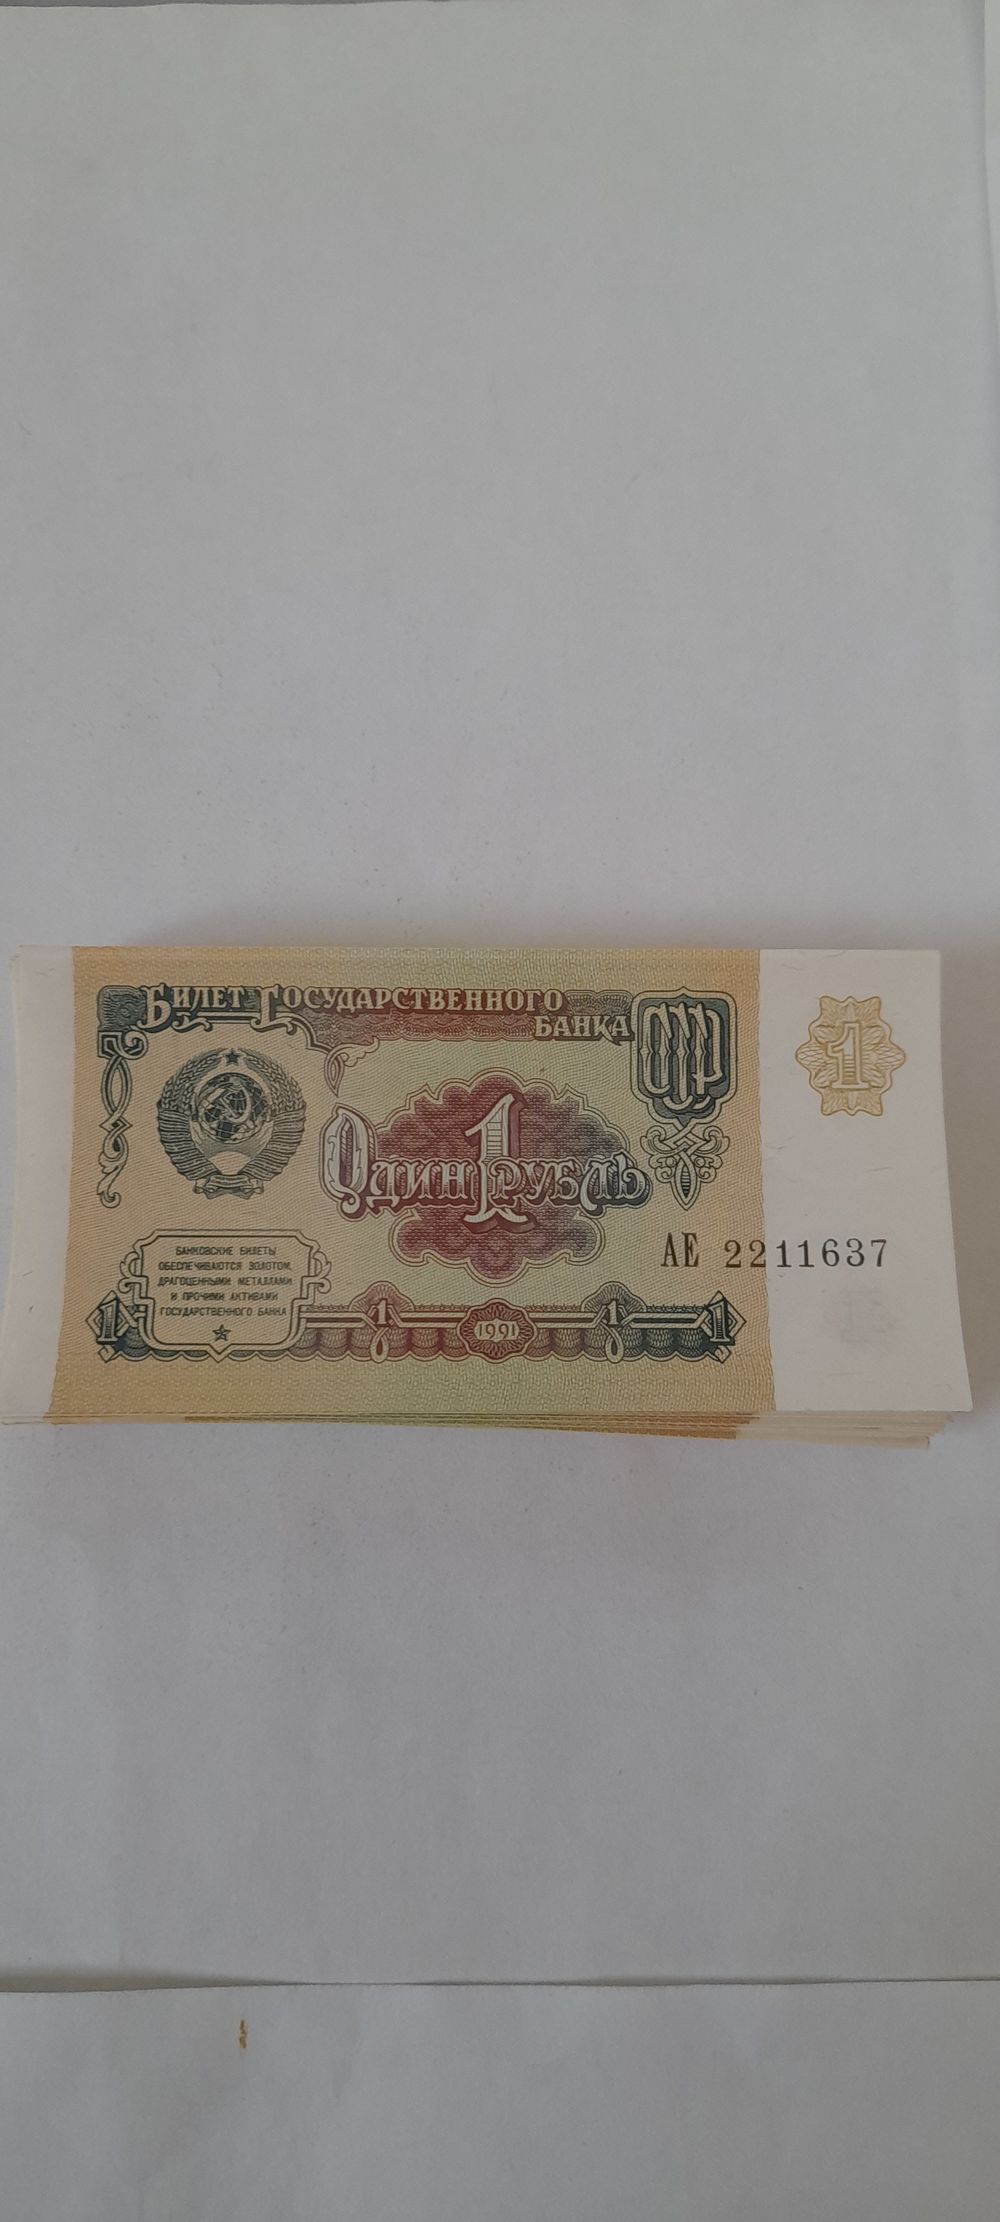 БИЛЕТ ГОСУДАРСТВЕННОГО
БАНКА
СССР
1
ОДИН 1 РУБЛЬ
АЕ 2211637
БАНКОВСКИЕ БИЛЕТЫ
ОБЕСПЕЧИВАЮТСЯ ЗОЛОТОМ,
ДРАГОЦЕННЫМИ МЕТАЛЛАМИ
И ПРОЧИМИ АКТИВАМИ
ГОСУДАРСТВЕННОГО БАНКА
1 1 1991 1 1